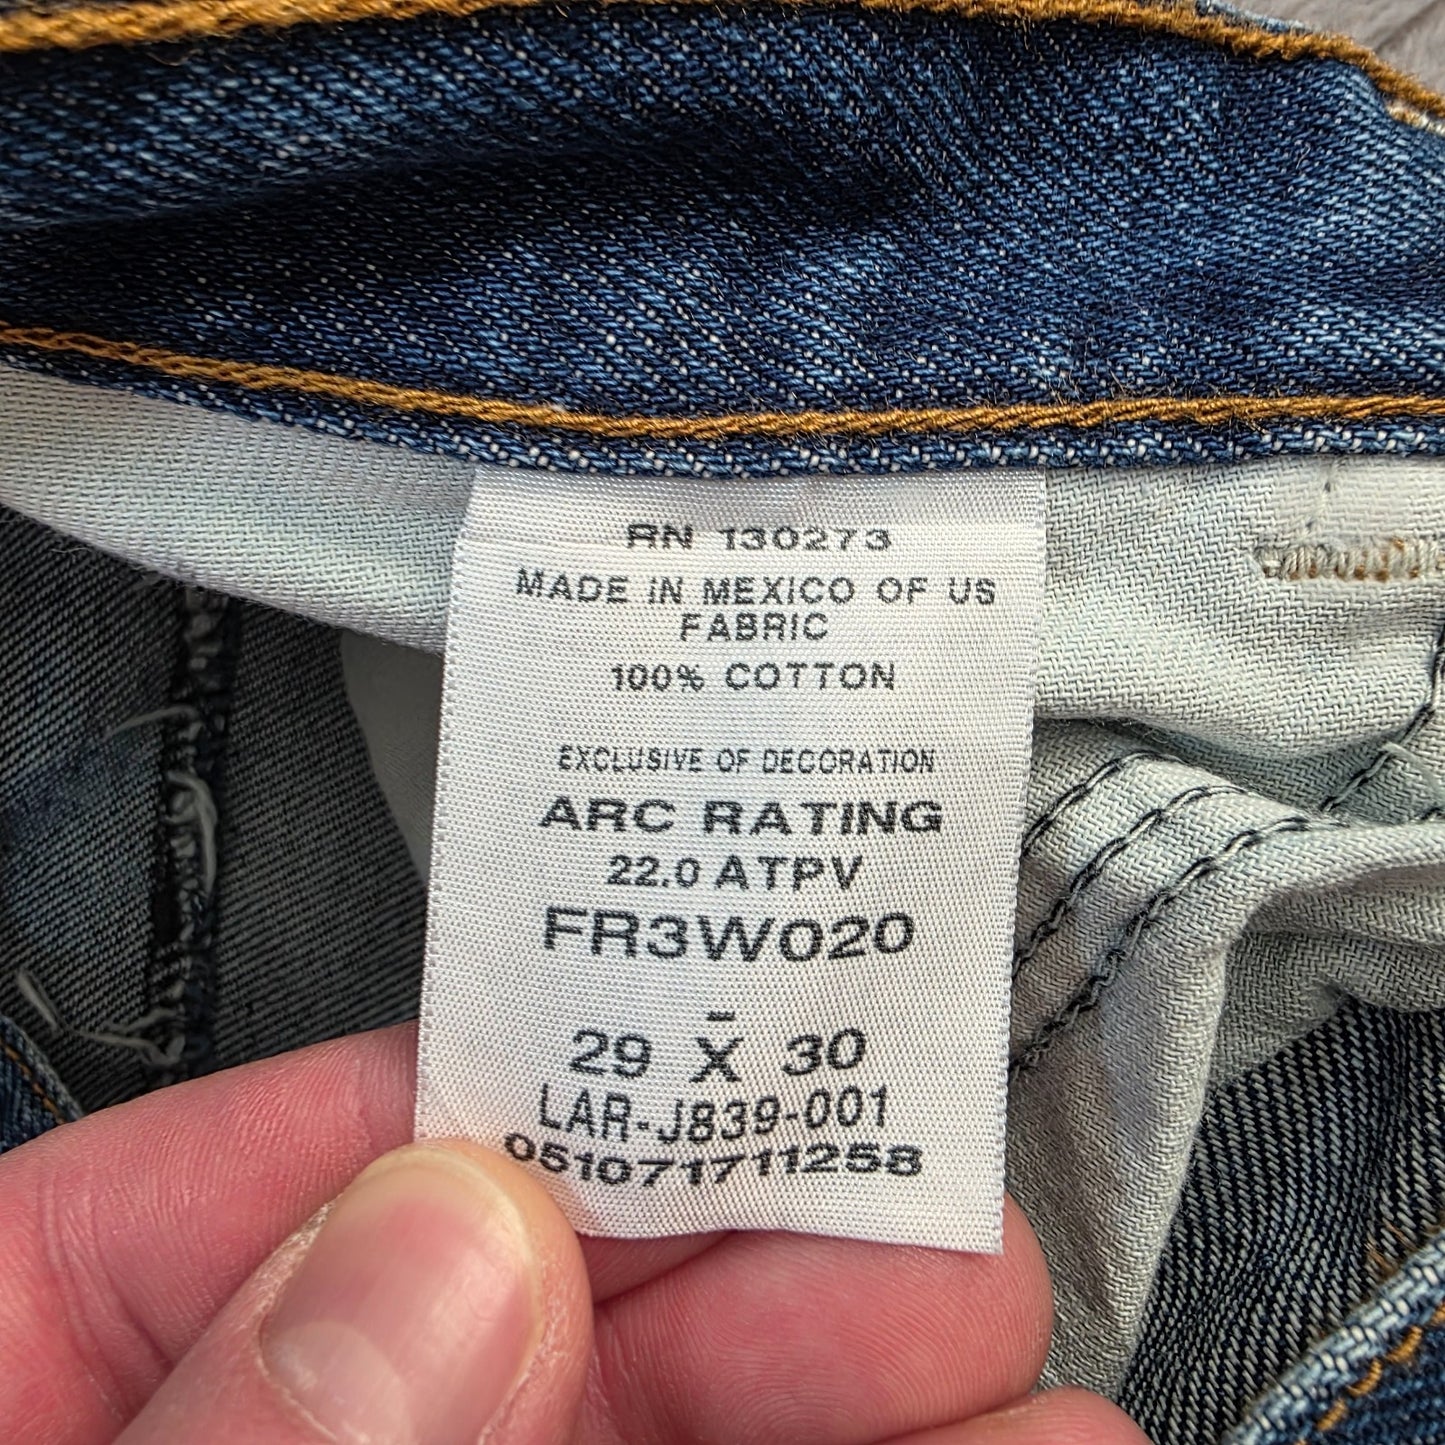 RN 130273
MADE IN MEXICO OF US
FABRIC
100% COTTON
EXCLUSIVE OF DECORATION
ARC RATING
22.0 ATPV
FR3W020
-
29 X 30
LAR-J839-001
051071711258